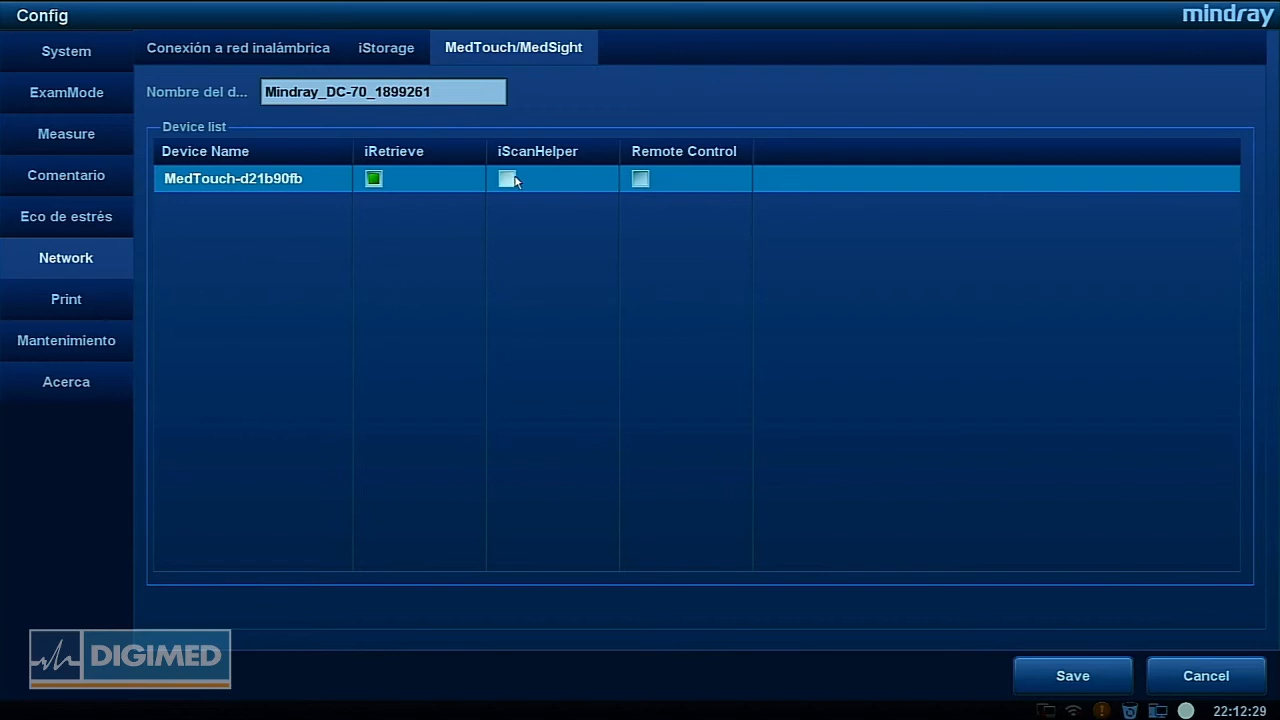 Config
mindray
System
ExamMode
Measure
Comentario
Eco de estrés
Network
Print
Mantenimiento
Acerca
Conexión a red inalámbrica iStorage MedTouch/MedSight
Nombre del d... Mindray_DC-70_1899261
Device list
Device Name iRetrieve iScanHelper Remote Control
MedTouch-d21b90fb
DIGIMED
Save Cancel
22:12:29